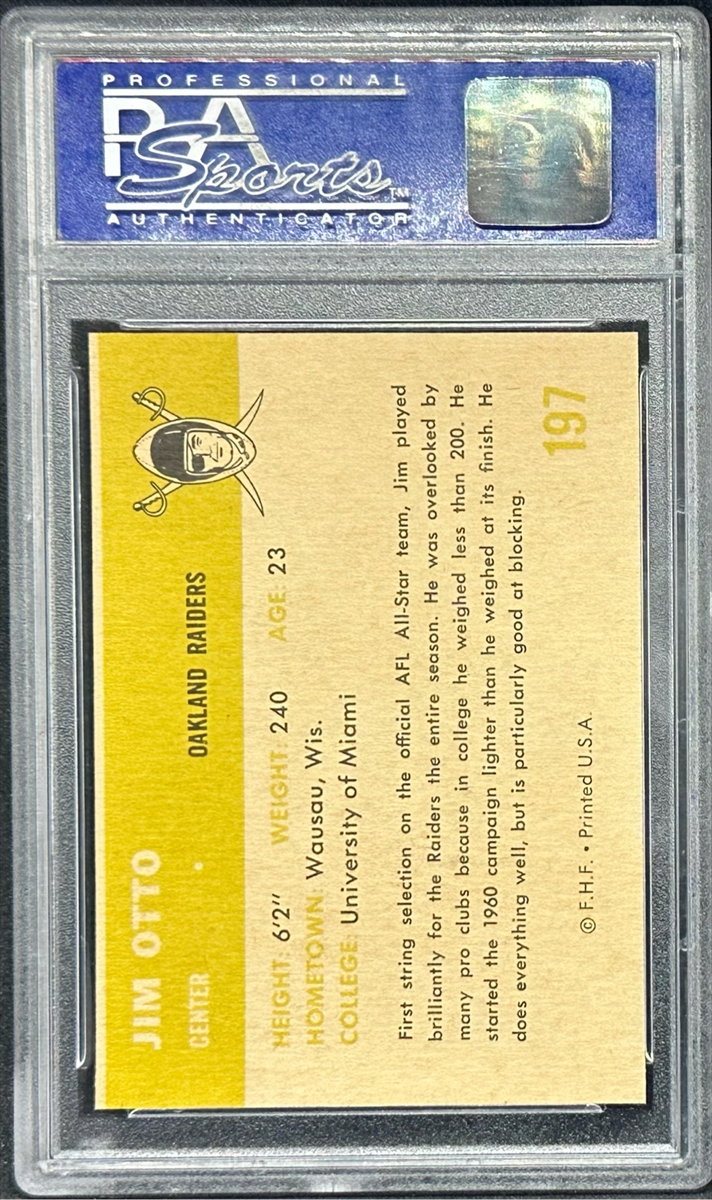 PROFESSIONAL
PSA
Sports™
AUTHENTICATOR
JIM OTTO
CENTER
OAKLAND RAIDERS
HEIGHT: 6'2" WEIGHT: 240 AGE: 23
HOMETOWN: Wausau, Wis.
COLLEGE: University of Miami
First string selection on the official AFL All-Star team, Jim played
brilliantly for the Raiders the entire season. He was overlooked by
many pro clubs because in college he weighed less than 200. He
started the 1960 campaign lighter than he weighed at its finish. He
does everything well, but is particularly good at blocking.
197
© F.H.F. • Printed U.S.A.